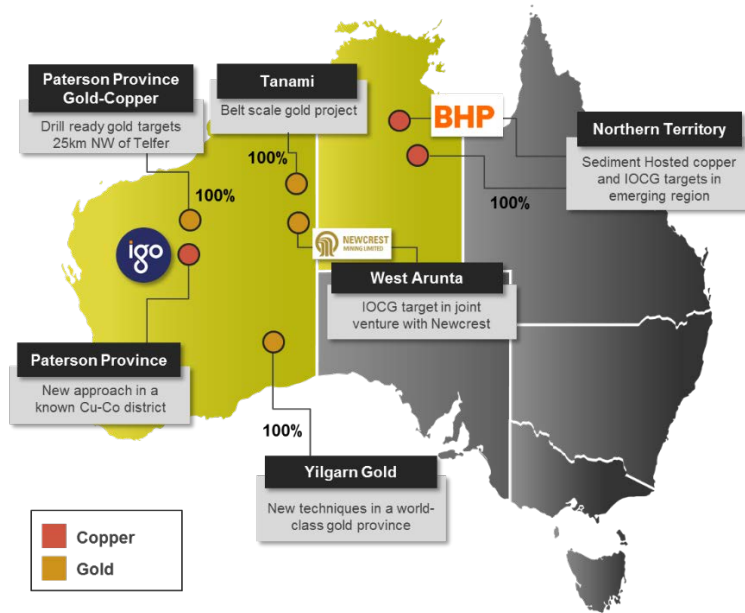 Paterson Province
Gold-Copper
Drill ready gold targets
25km NW of Telfer
100%
Tanami
Belt scale gold project
100%
BHP
Northern Territory
Sediment Hosted copper
and IOCG targets in
emerging region
100%
igo
NEWCREST
MINING LIMITED
West Arunta
IOCG target in joint
venture with Newcrest
Paterson Province
New approach in a
known Cu-Co district
100%
Yilgarn Gold
New techniques in a world-
class gold province
Copper
Gold